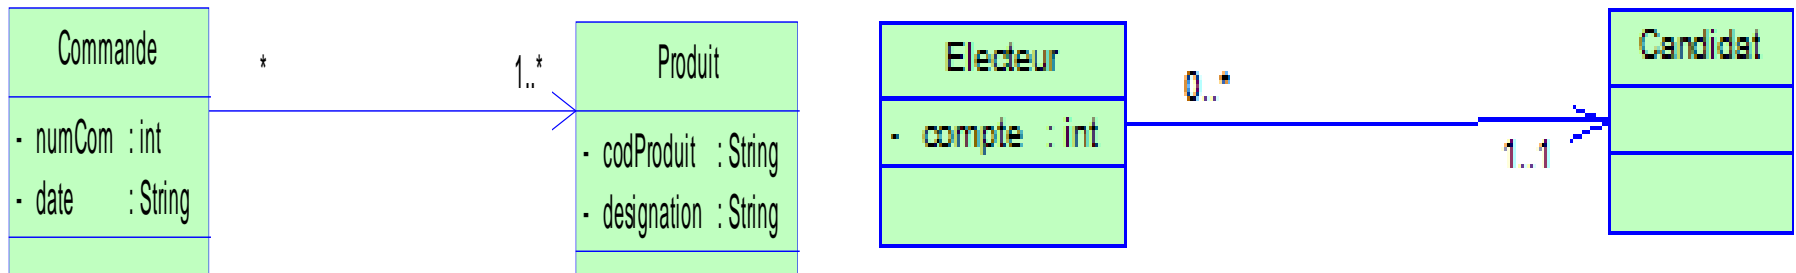 Commande
* 1..*
- numCom : int
- date : String
Produit
- codProduit : String
- designation : String
Electeur
- compte : int
0..*
1..1
Candidat